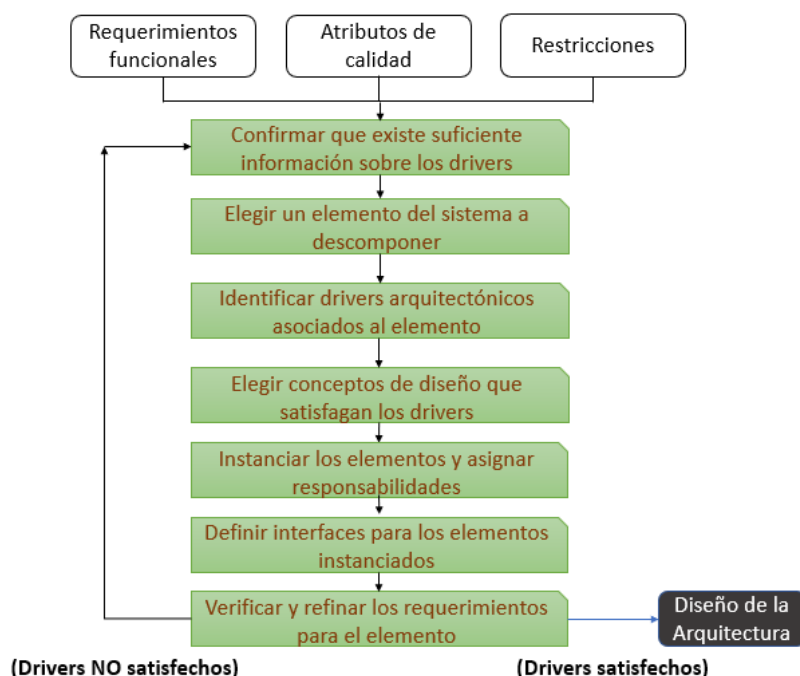 Requerimientos
funcionales
Atributos de
calidad
Restricciones
Confirmar que existe suficiente
información sobre los drivers
Elegir un elemento del sistema a
descomponer
Identificar drivers arquitectónicos
asociados al elemento
Elegir conceptos de diseño que
satisfagan los drivers
Instanciar los elementos y asignar
responsabilidades
Definir interfaces para los elementos
instanciados
Verificar y refinar los requerimientos
para el elemento
Diseño de la
Arquitectura
(Drivers NO satisfechos)
(Drivers satisfechos)